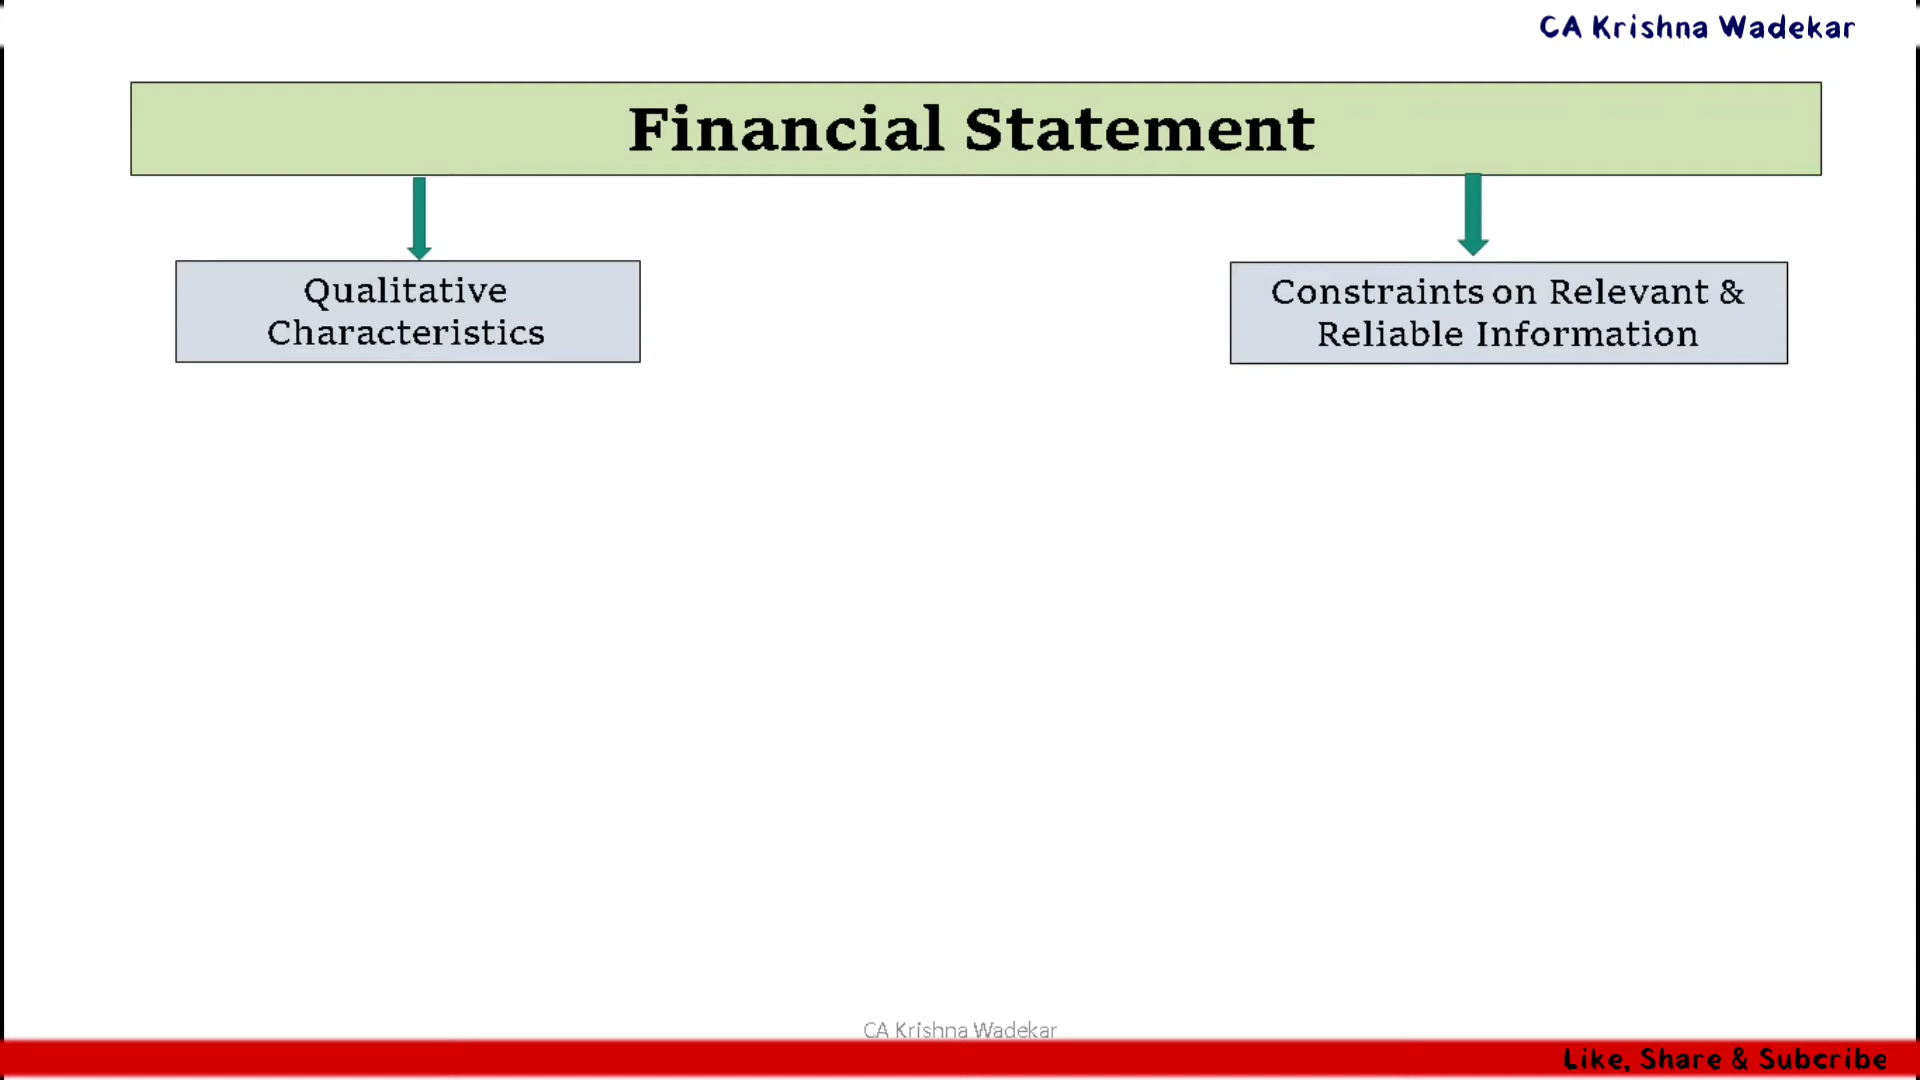 CA Krishna Wadekar
Financial Statement
Qualitative
Characteristics
Constraints on Relevant &
Reliable Information
CA Krishna Wadekar
Like, Share & Subcribe